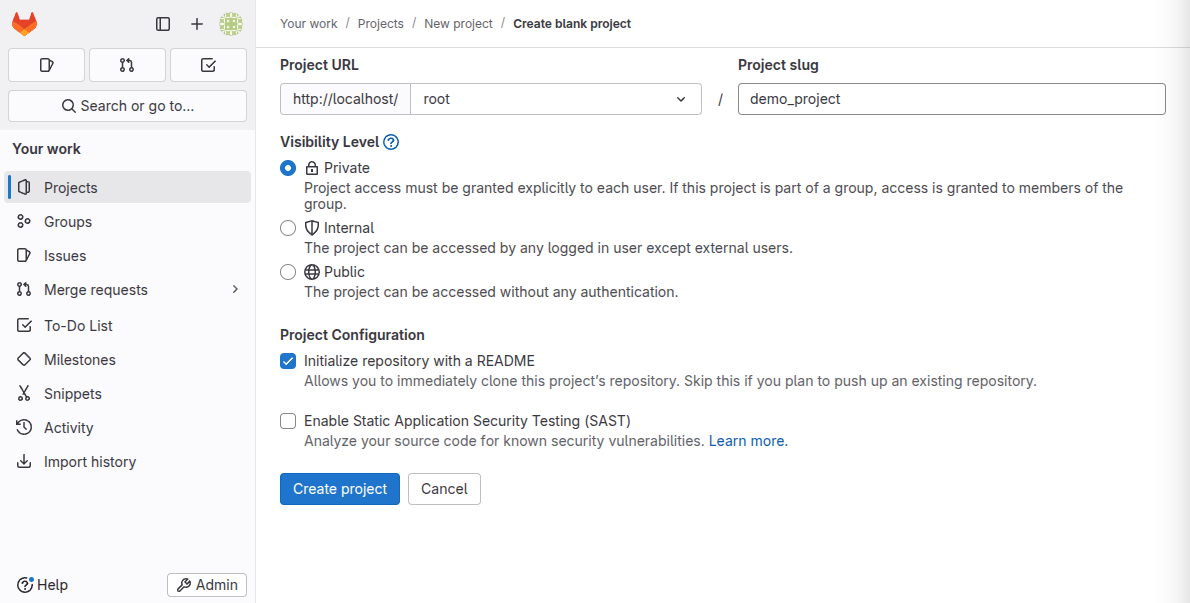 Your work / Projects / New project / Create blank project
Search or go to...
Your work
Projects
Groups
Issues
Merge requests
To-Do List
Milestones
Snippets
Activity
Import history
Help
Admin
Project URL
http://localhost/ root
/
Project slug
demo_project
Visibility Level
Private
Project access must be granted explicitly to each user. If this project is part of a group, access is granted to members of the
group.
Internal
The project can be accessed by any logged in user except external users.
Public
The project can be accessed without any authentication.
Project Configuration
Initialize repository with a README
Allows you to immediately clone this project's repository. Skip this if you plan to push up an existing repository.
Enable Static Application Security Testing (SAST)
Analyze your source code for known security vulnerabilities. Learn more.
Create project
Cancel